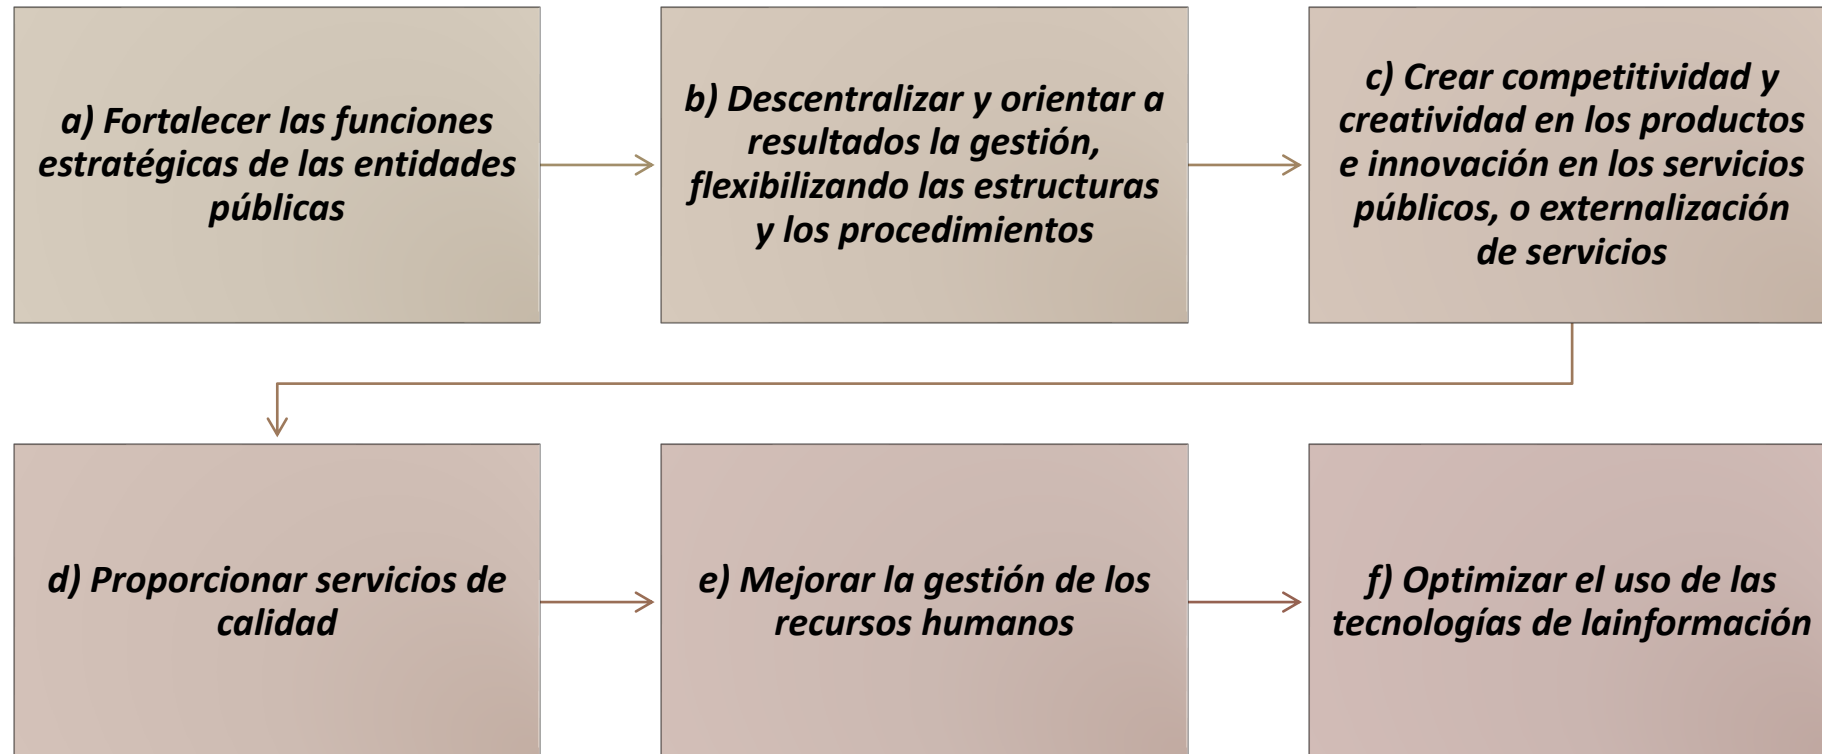 a) Fortalecer las funciones
estratégicas de las entidades
públicas
b) Descentralizar y orientar a
resultados la gestión,
flexibilizando las estructuras
y los procedimientos
c) Crear competitividad y
creatividad en los productos
e innovación en los servicios
públicos, o externalización
de servicios
d) Proporcionar servicios de
calidad
e) Mejorar la gestión de los
recursos humanos
f) Optimizar el uso de las
tecnologías de lainformación